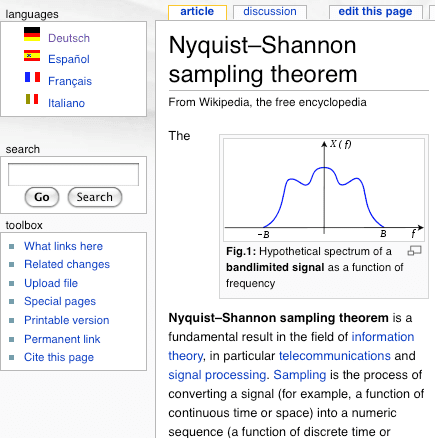 languages
Deutsch
Español
Français
Italiano
search
Go Search
toolbox
What links here
Related changes
Upload file
Special pages
Printable version
Permanent link
Cite this page
article discussion edit this page
Nyquist–Shannon
sampling theorem
From Wikipedia, the free encyclopedia
The
X(f)
-B B f
Fig.1: Hypothetical spectrum of a
bandlimited signal as a function of
frequency
Nyquist–Shannon sampling theorem is a
fundamental result in the field of information
theory, in particular telecommunications and
signal processing. Sampling is the process of
converting a signal (for example, a function of
continuous time or space) into a numeric
sequence (a function of discrete time or